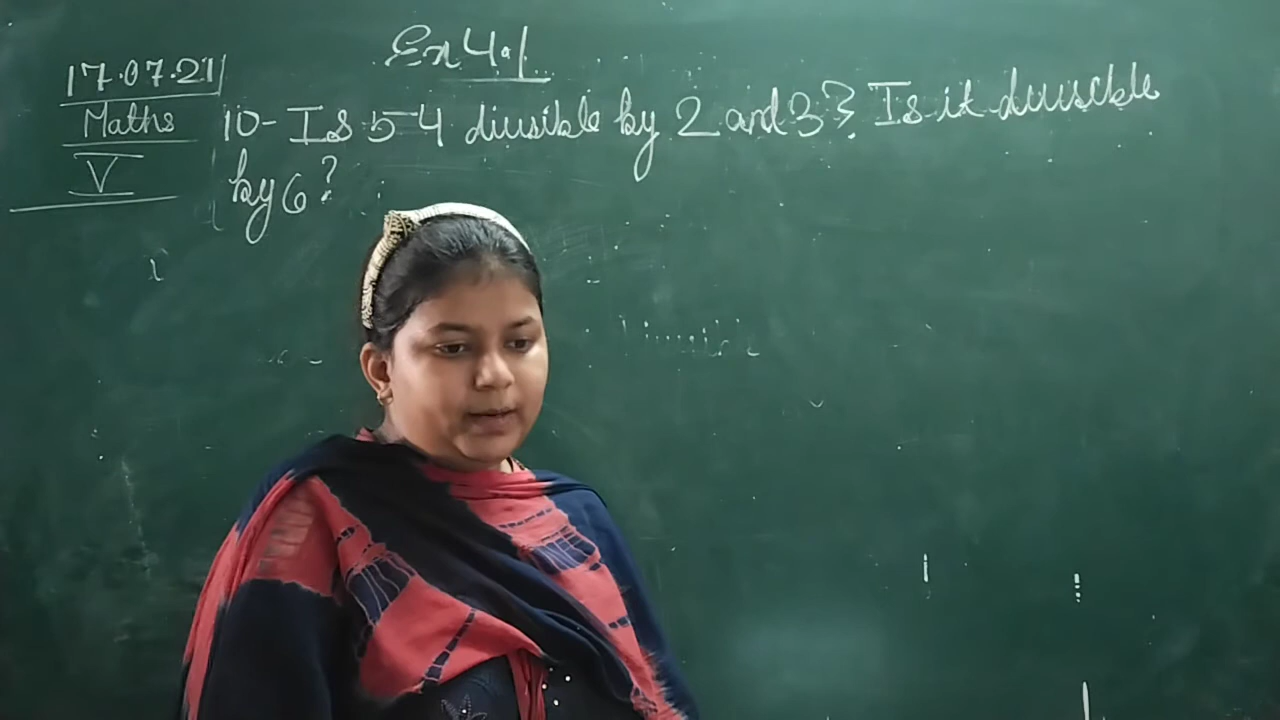 Ex 4.1
17.07.21
Maths
V
10- Is 54 divisible by 2 and 3? Is it divisible
by 6?